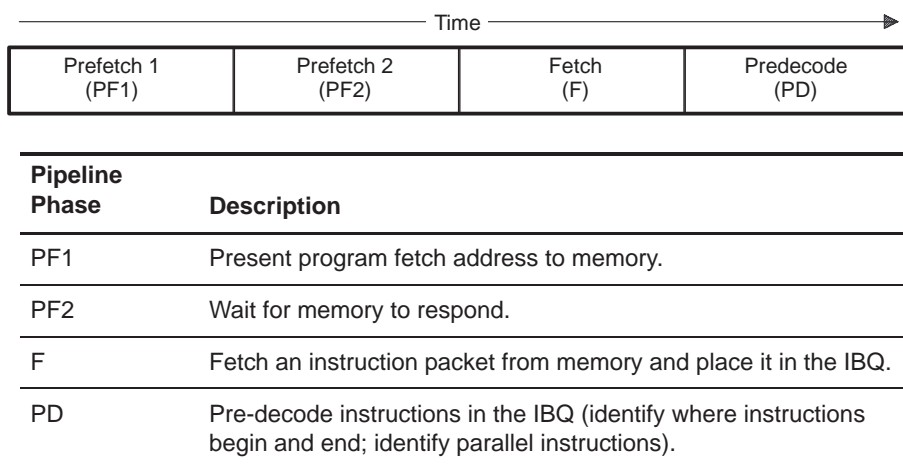 Time
Prefetch 1 Prefetch 2 Fetch Predecode
(PF1) (PF2) (F) (PD)
Pipeline
Phase Description
PF1 Present program fetch address to memory.
PF2 Wait for memory to respond.
F Fetch an instruction packet from memory and place it in the IBQ.
PD Pre-decode instructions in the IBQ (identify where instructions
begin and end; identify parallel instructions).